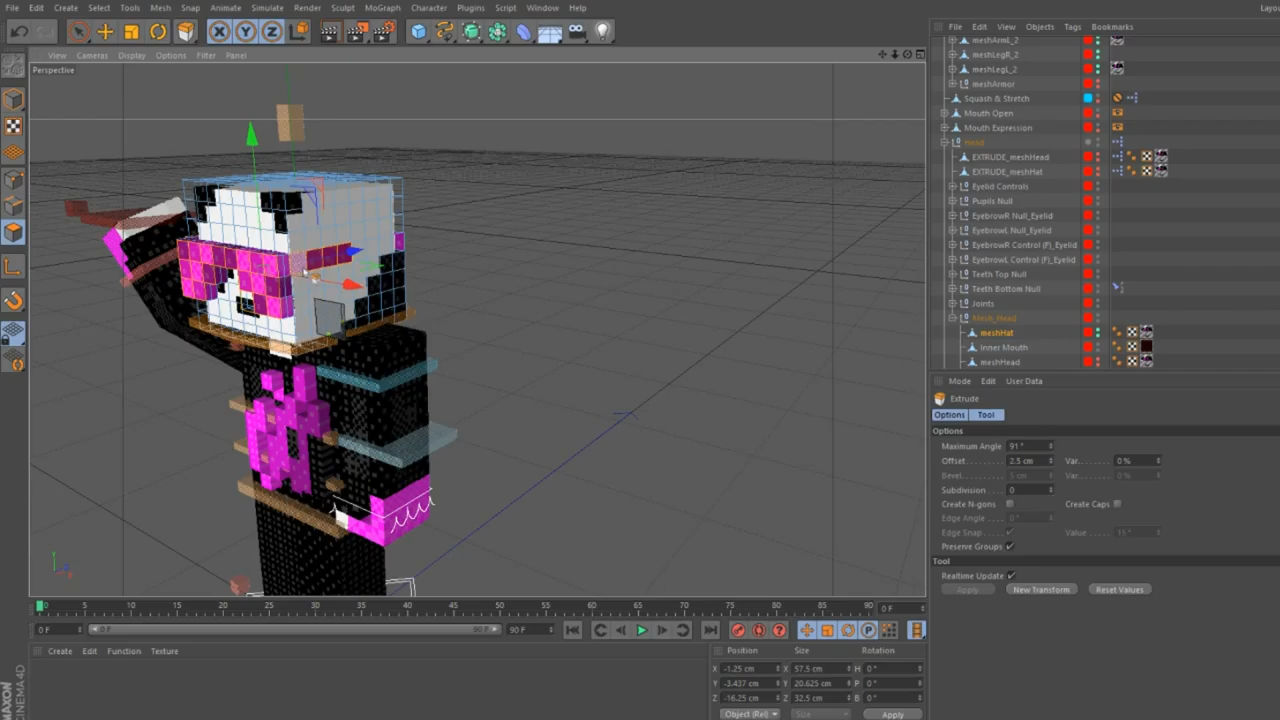 File Edit Create Select Tools Mesh Snap Animate Simulate Render Sculpt MoGraph Character Plugins Script Window Help
Layou
File Edit View Objects Tags Bookmarks
View Cameras Display Options Filter Panel
Perspective
meshArmL_2
meshLegR_2
meshLegL_2
meshArmor
Squash & Stretch
Mouth Open
Mouth Expression
Head
EXTRUDE_meshHead
EXTRUDE_meshHat
Eyelid Controls
Pupils Null
EyebrowR Null_Eyelid
EyebrowL Null_Eyelid
EyebrowR Control (F)_Eyelid
EyebrowL Control (F)_Eyelid
Teeth Top Null
Teeth Bottom Null
Joints
Mesh_Head
meshHat
Inner Mouth
meshHead
Mode Edit User Data
Extrude
Options Tool
Options
Maximum Angle 91 °
Offset 2.5 cm Var. 0 %
Bevel 5 cm Var. 0 %
Subdivision 0
Create N-gons Create Caps
Edge Angle 0 °
Edge Snap Value 15 °
Preserve Groups
Tool
Realtime Update
Apply New Transform Reset Values
0 5 10 15 20 25 30 35 40 45 50 55 60 65 70 75 80 85 90 0 F
0 F 0 F 90 F 90 F
Create Edit Function Texture
Position Size Rotation
X -1.25 cm X 57.5 cm H 0 °
Y -3.437 cm Y 20.625 cm P 0 °
Z -16.25 cm Z 32.5 cm B 0 °
Object (Rel) Size Apply
MAXON
CINEMA 4D